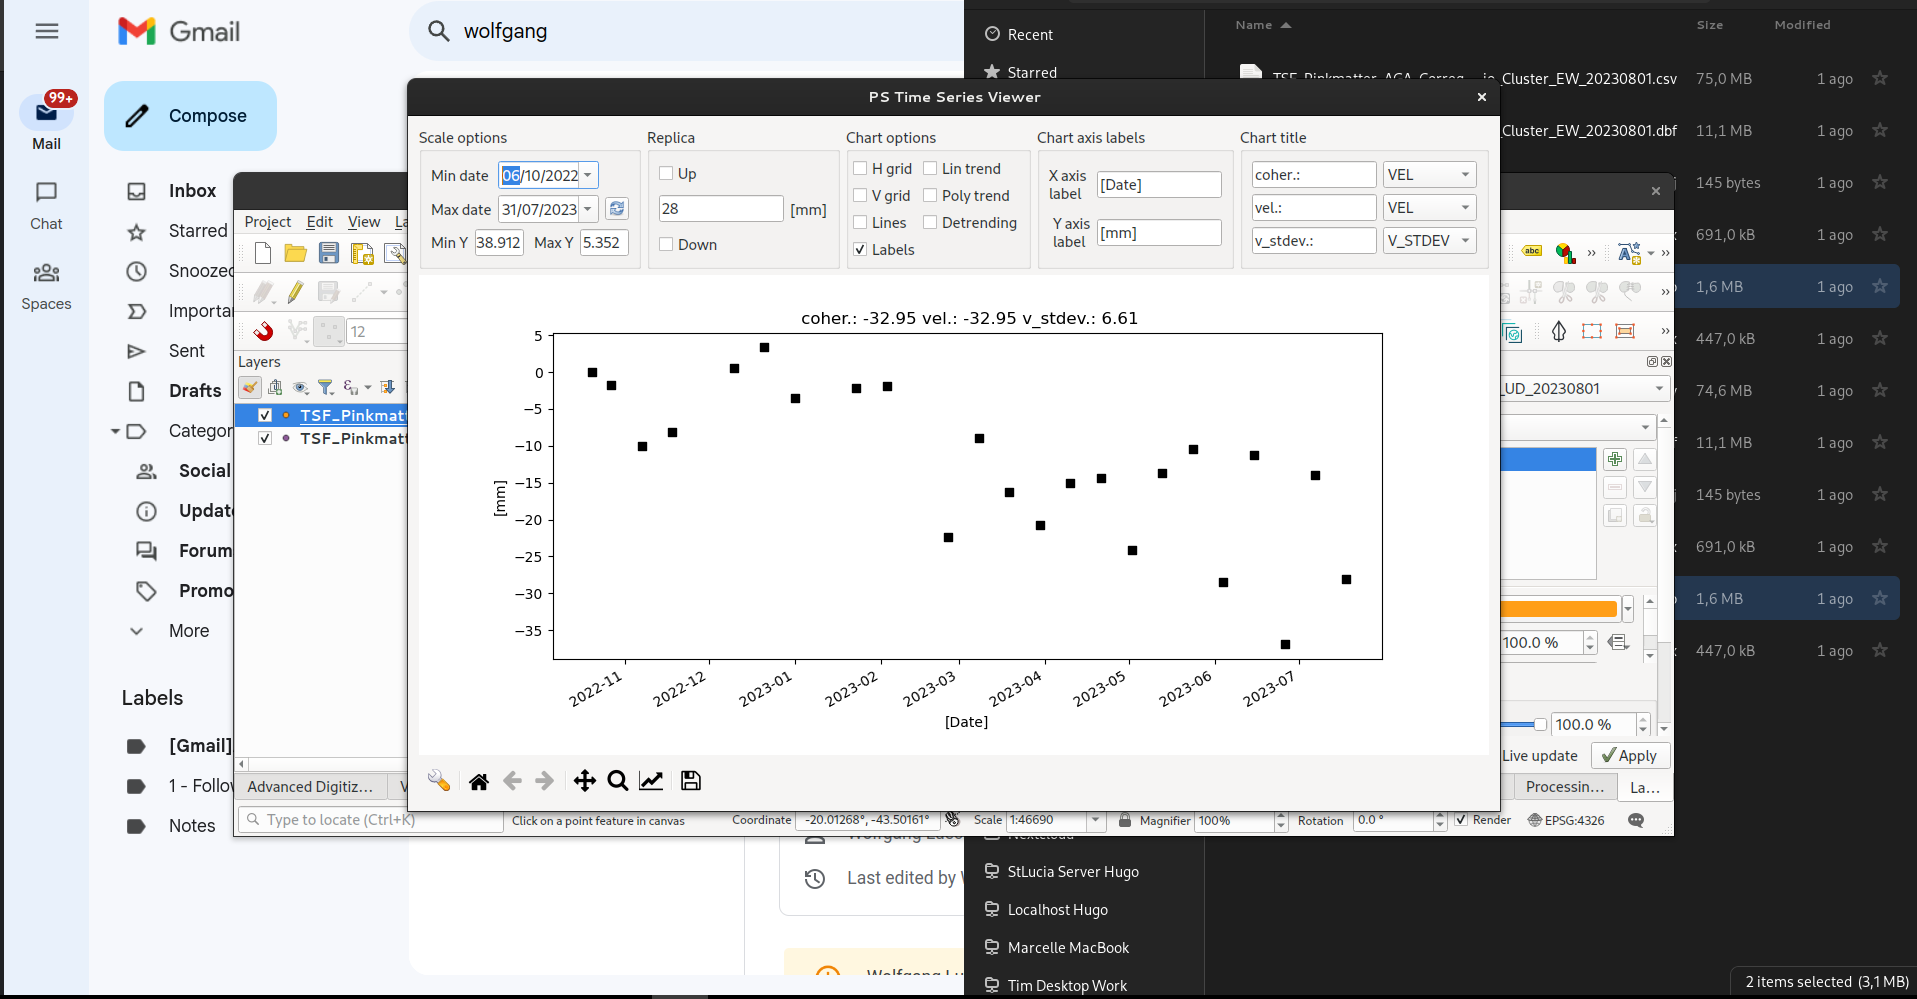 Gmail
wolfgang
99+
Mail
Chat
Spaces
Compose
Inbox
Starred
Snoozed
Sent
Drafts
Social
More
Labels
[Gmail]
1 - Follo
Notes
Recent
Starred
Name
Size
Modified
_Cluster_EW_20230801.csv
75,0 MB
1 ago
_Cluster_EW_20230801.dbf
11,1 MB
1 ago
145 bytes
1 ago
691,0 kB
1 ago
1,6 MB
1 ago
447,0 kB
1 ago
74,6 MB
1 ago
11,1 MB
1 ago
145 bytes
1 ago
691,0 kB
1 ago
1,6 MB
1 ago
447,0 kB
1 ago
PS Time Series Viewer
Scale options
Min date 06/10/2022
Max date 31/07/2023
Min Y 38.912 Max Y 5.352
Replica
Up
28 [mm]
Down
Chart options
H grid Lin trend
V grid Poly trend
Lines Detrending
Labels
Chart axis labels
X axis
label
[Date]
Y axis
label
[mm]
Chart title
coher.: VEL
vel.: VEL
v_stdev.: V_STDEV
coher.: -32.95 vel.: -32.95 v_stdev.: 6.61
5
0
−5
−10
−15
−20
−25
−30
−35
[mm]
2022-11
2022-12
2023-01
2023-02
2023-03
2023-04
2023-05
2023-06
2023-07
[Date]
Project Edit View La
12
Layers
TSF_Pinkmatt
TSF_Pinkmatt
Advanced Digitiz... V
Type to locate (Ctrl+K)
Click on a point feature in canvas
Coordinate -20.01268°, -43.50161°
Scale 1:46690
Magnifier 100%
Rotation 0.0 °
Render
EPSG:4326
abc
_UD_20230801
100.0 %
100.0 %
Live update
Apply
Processin...
La...
Last edited by
StLucia Server Hugo
Localhost Hugo
Marcelle MacBook
Tim Desktop Work
2 items selected (3,1 MB)